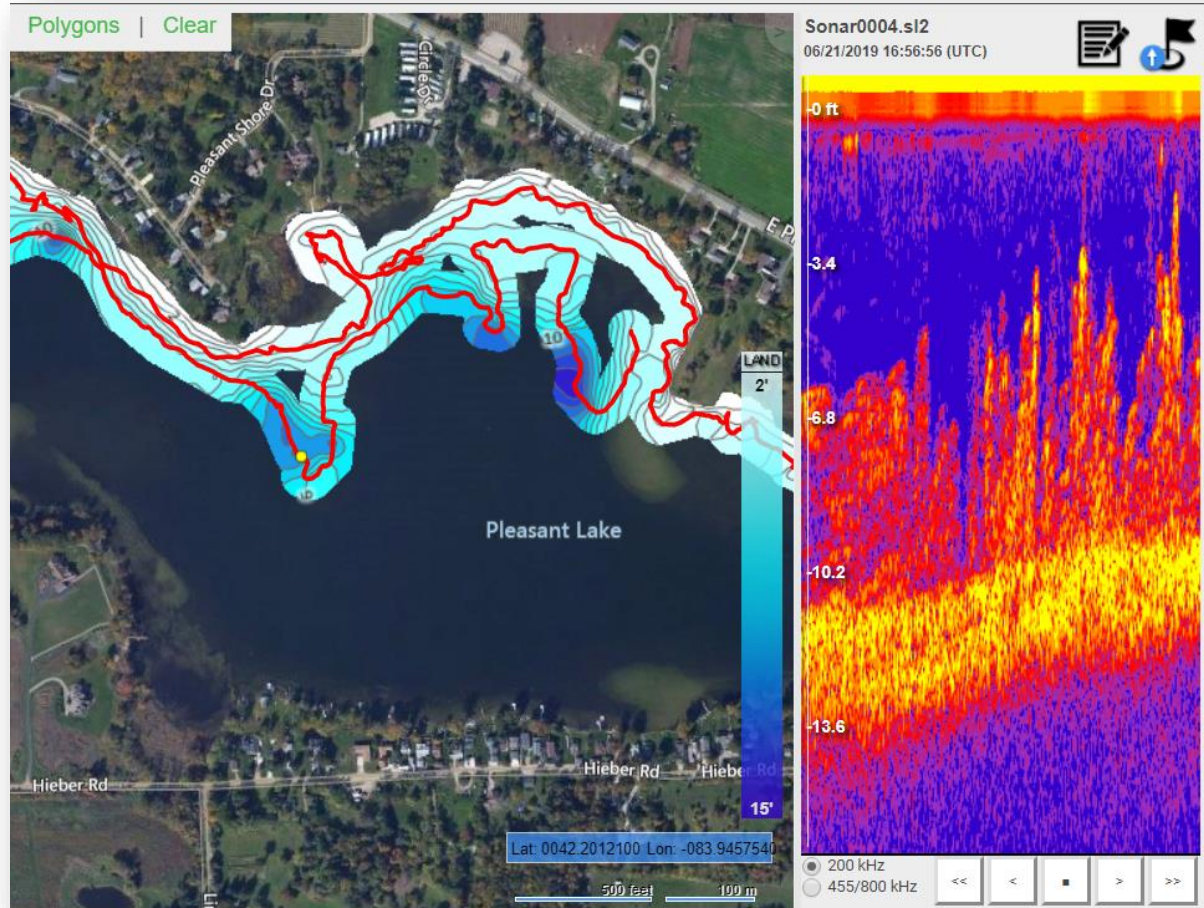 Polygons | Clear
Pleasant Shore Dr
Circle Dr
E P
10
10
Pleasant Lake
LAND
2'
15'
Hieber Rd
Hieber Rd
Hieber Rd
Li
Lat: 0042.2012100 Lon: -083.9457540
500 feet
100 m
Sonar0004.sl2
06/21/2019 16:56:56 (UTC)
-0 ft
-3.4
-6.8
-10.2
-13.6
200 kHz
455/800 kHz
<< < ■ > >>